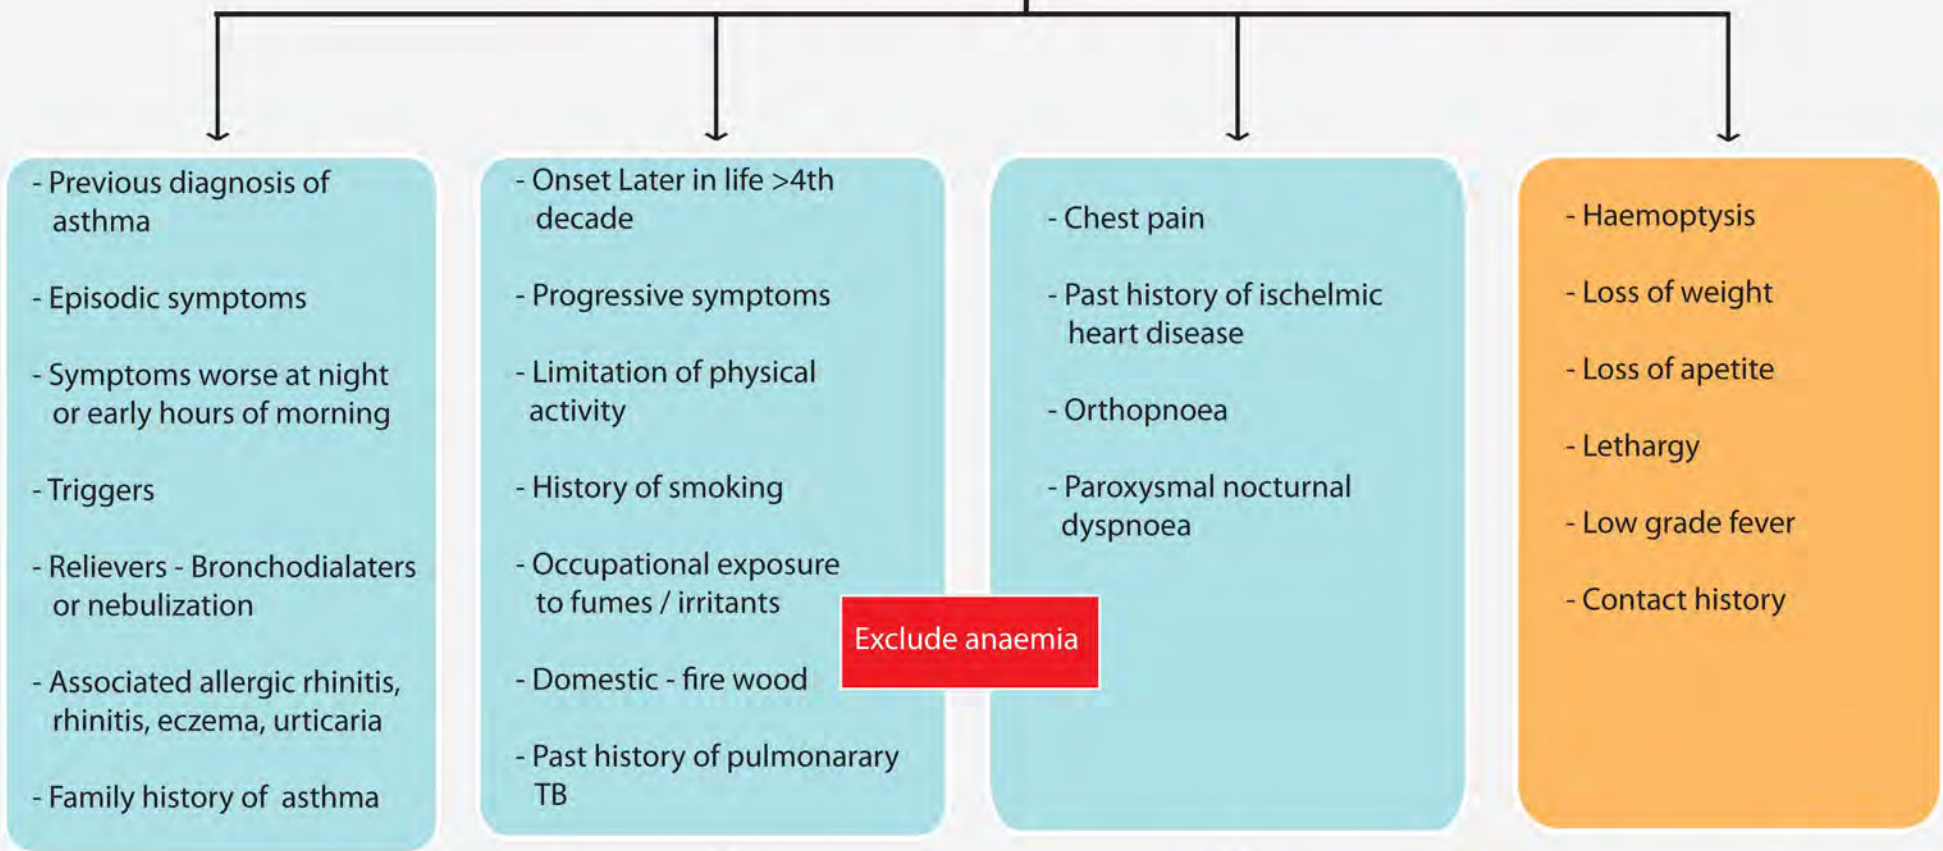 - Previous diagnosis of
asthma
- Episodic symptoms
- Symptoms worse at night
or early hours of morning
- Triggers
- Relievers - Bronchodialaters
or nebulization
- Associated allergic rhinitis,
rhinitis, eczema, urticaria
- Family history of asthma
- Onset Later in life >4th
decade
- Progressive symptoms
- Limitation of physical
activity
- History of smoking
- Occupational exposure
to fumes / irritants
- Domestic - fire wood
- Past history of pulmonarary
TB
Exclude anaemia
- Chest pain
- Past history of ischelmic
heart disease
- Orthopnoea
- Paroxysmal nocturnal
dyspnoea
- Haemoptysis
- Loss of weight
- Loss of apetite
- Lethargy
- Low grade fever
- Contact history